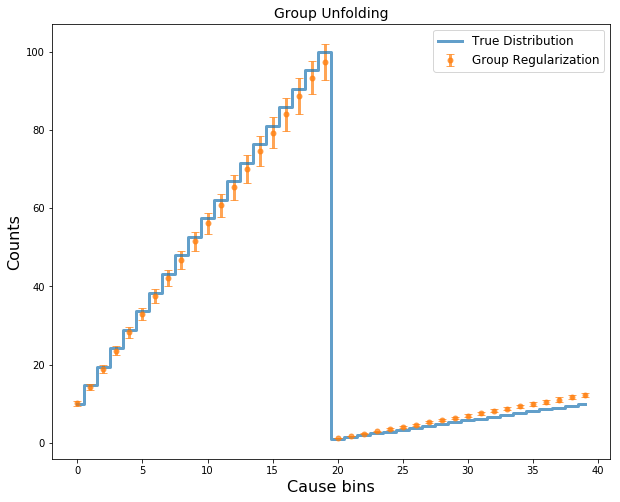 Group Unfolding
True Distribution
Group Regularization
Counts
100
80
60
40
20
0
0 5 10 15 20 25 30 35 40
Cause bins